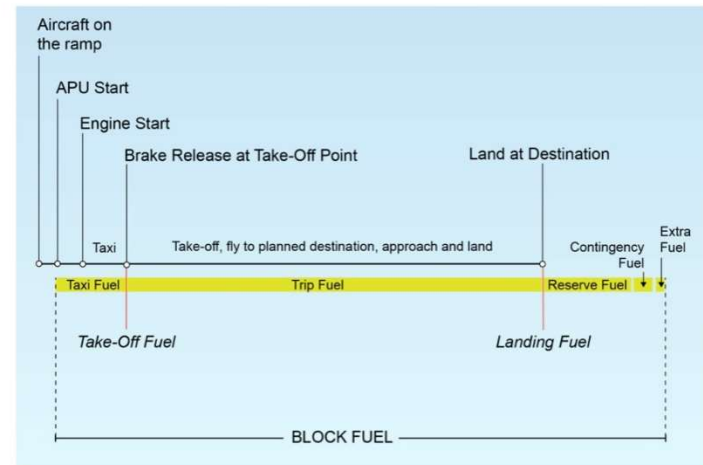 Aircraft on
the ramp
APU Start
Engine Start
Brake Release at Take-Off Point
Land at Destination
Taxi
Take-off, fly to planned destination, approach and land
Contingency
Fuel
Extra
Fuel
Taxi Fuel
Trip Fuel
Reserve Fuel
Take-Off Fuel
Landing Fuel
BLOCK FUEL